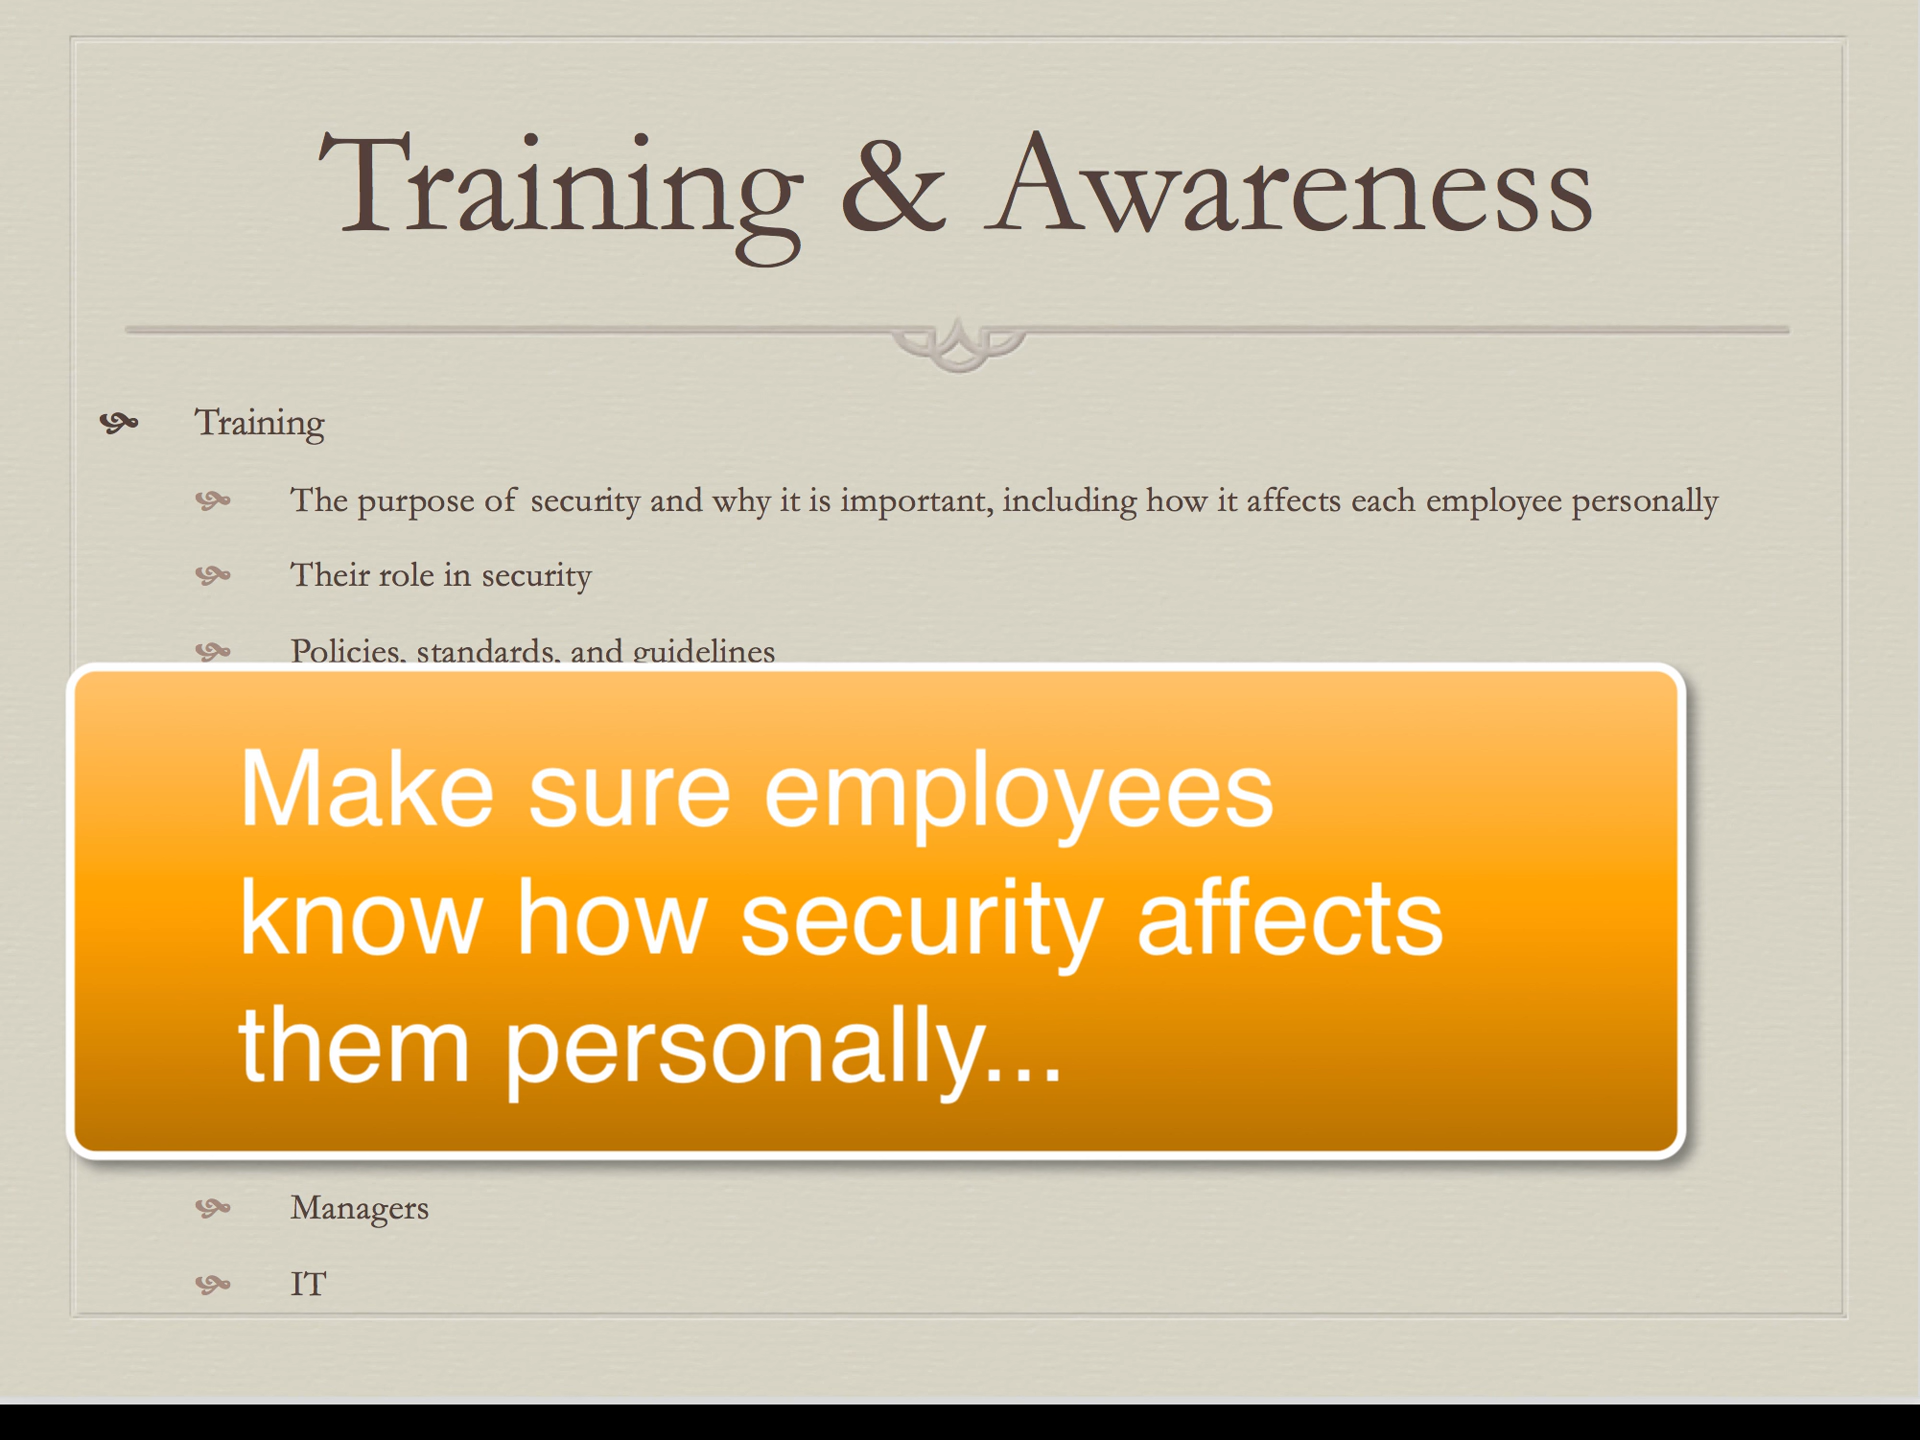 Training & Awareness
Training
The purpose of security and why it is important, including how it affects each employee personally
Their role in security
Policies, standards, and guidelines
Make sure employees
know how security affects
them personally...
Managers
IT